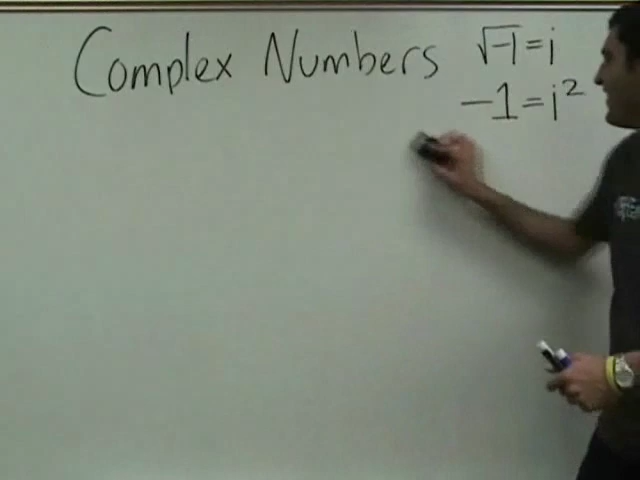 Complex Numbers √-1 = i
-1 = i²